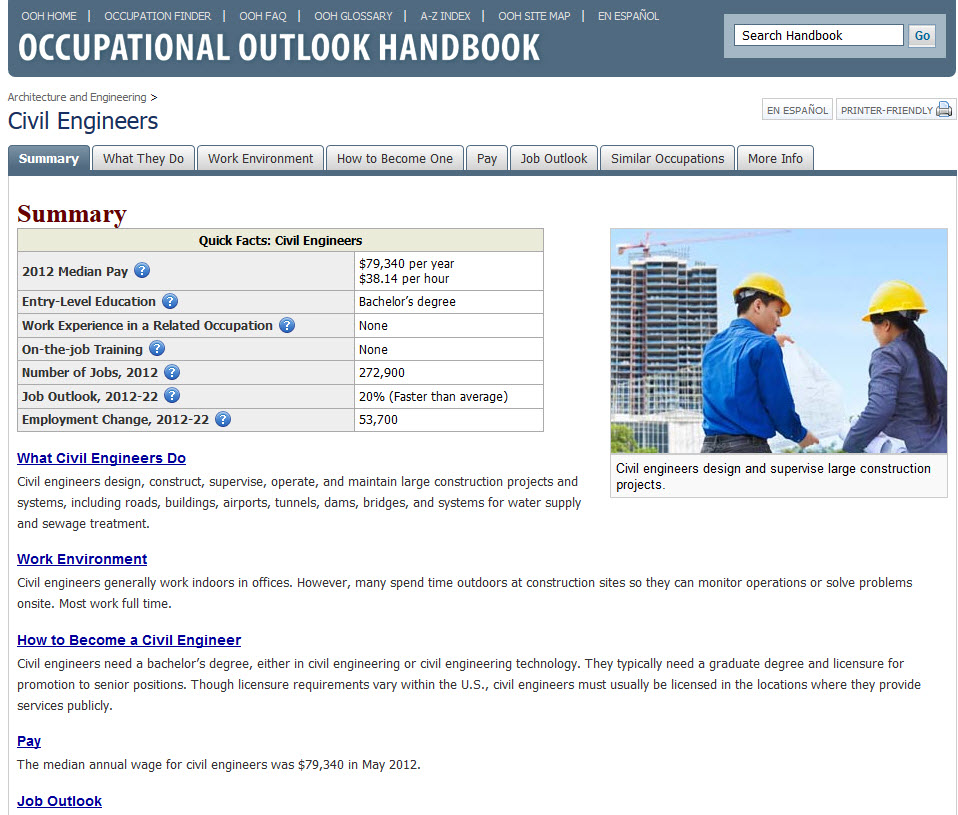 OOH HOME | OCCUPATION FINDER | OOH FAQ | OOH GLOSSARY | A-Z INDEX | OOH SITE MAP | EN ESPAÑOL
OCCUPATIONAL OUTLOOK HANDBOOK
Search Handbook Go
Architecture and Engineering >
Civil Engineers
EN ESPAÑOL PRINTER-FRIENDLY
Summary What They Do Work Environment How to Become One Pay Job Outlook Similar Occupations More Info
Summary
Quick Facts: Civil Engineers
2012 Median Pay ? $79,340 per year
$38.14 per hour
Entry-Level Education ? Bachelor’s degree
Work Experience in a Related Occupation ? None
On-the-job Training ? None
Number of Jobs, 2012 ? 272,900
Job Outlook, 2012-22 ? 20% (Faster than average)
Employment Change, 2012-22 ? 53,700
Civil engineers design and supervise large construction
projects.
What Civil Engineers Do
Civil engineers design, construct, supervise, operate, and maintain large construction projects and
systems, including roads, buildings, airports, tunnels, dams, bridges, and systems for water supply
and sewage treatment.
Work Environment
Civil engineers generally work indoors in offices. However, many spend time outdoors at construction sites so they can monitor operations or solve problems
onsite. Most work full time.
How to Become a Civil Engineer
Civil engineers need a bachelor’s degree, either in civil engineering or civil engineering technology. They typically need a graduate degree and licensure for
promotion to senior positions. Though licensure requirements vary within the U.S., civil engineers must usually be licensed in the locations where they provide
services publicly.
Pay
The median annual wage for civil engineers was $79,340 in May 2012.
Job Outlook